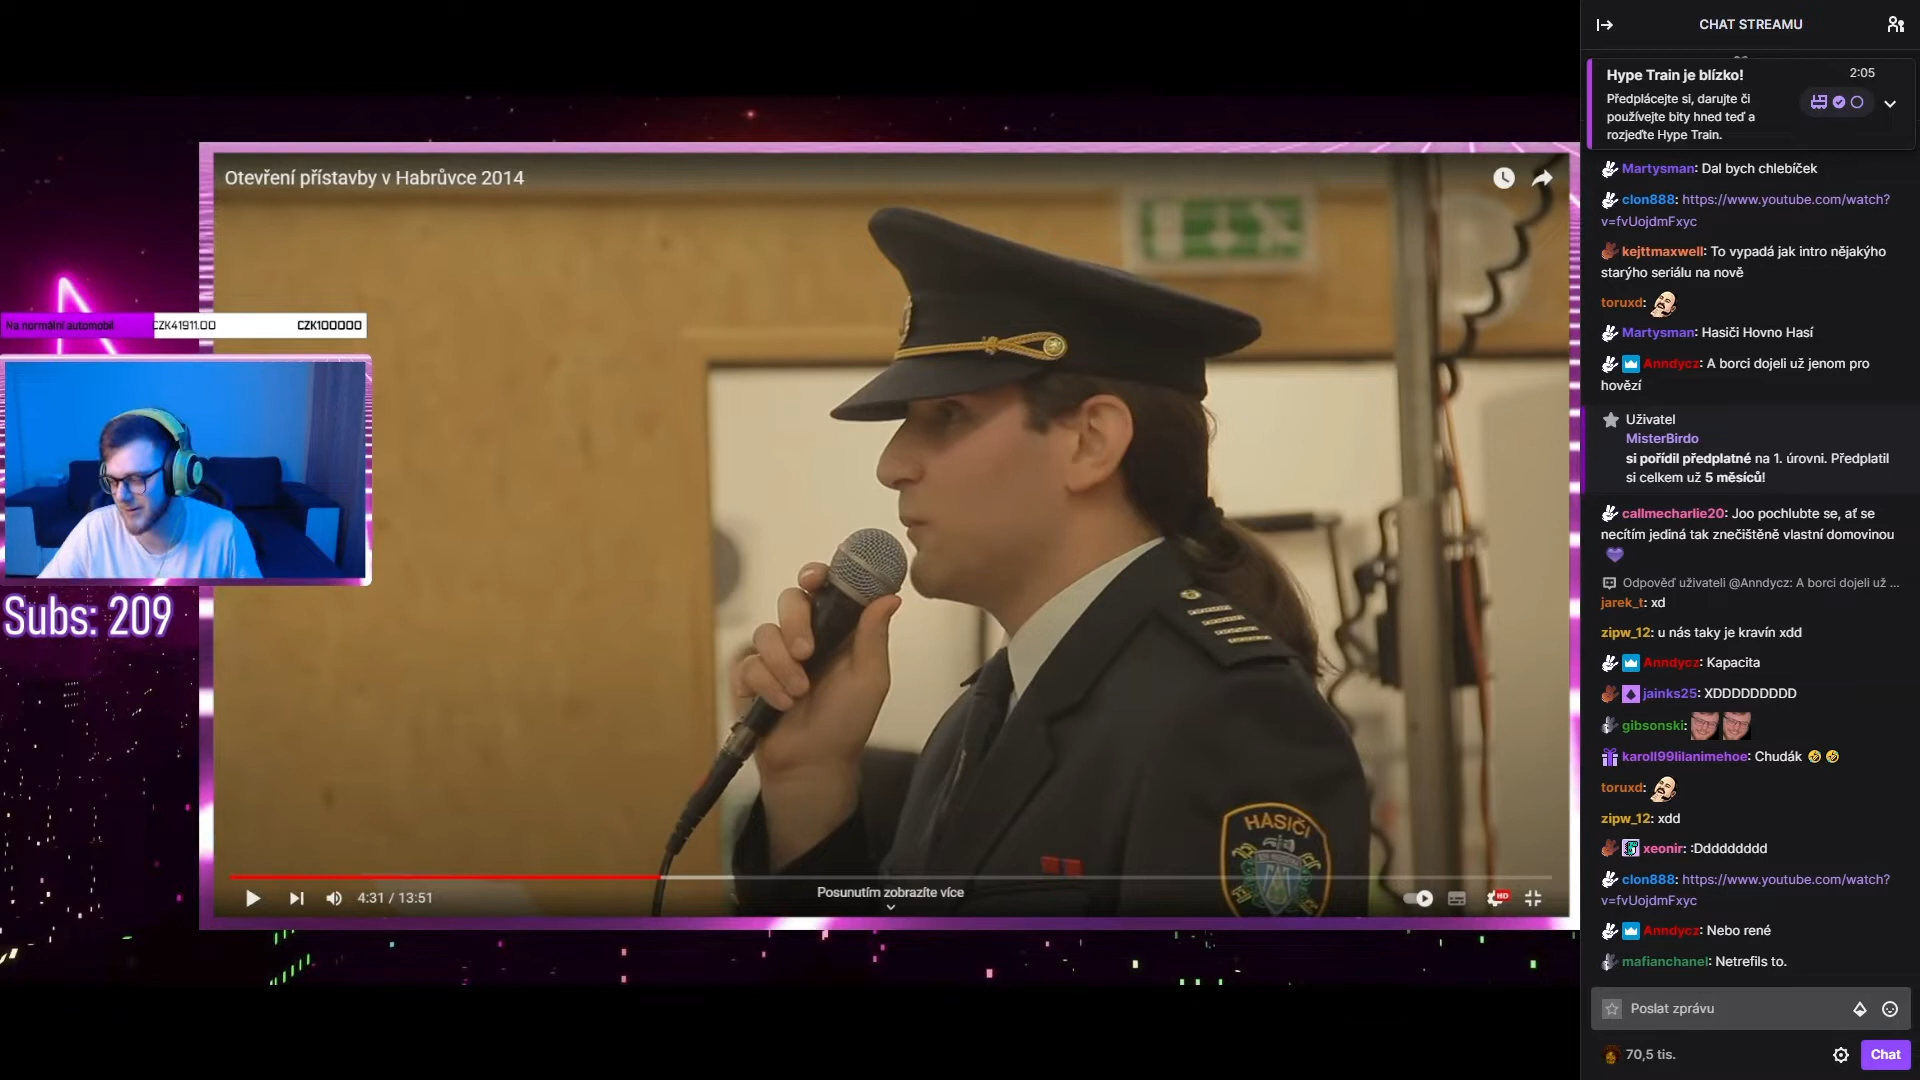 Otevření přístavby v Habrůvce 2014
Na normální automobil
CZK41911.00
CZK100000
Subs: 209
HASIČI
4:31 / 13:51
Posunutím zobrazíte více
HD
CHAT STREAMU
Hype Train je blízko!
2:05
Předplácejte si, darujte či
používejte bity hned teď a
rozjeďte Hype Train.
Martysman: Dal bych chlebíček
clon888: https://www.youtube.com/watch?
v=fvUojdmFxyc
kejttmaxwell: To vypadá jak intro nějakýho
starýho seriálu na nově
toruxd:
Martysman: Hasiči Hovno Hasí
Anndycz: A borci dojeli už jenom pro
hovězí
Uživatel
MisterBirdo
si pořídil předplatné na 1. úrovni. Předplatil
si celkem už 5 měsíců!
callmecharlie20: Joo pochlubte se, ať se
necítím jediná tak znečištěně vlastní domovinou
Odpověď uživateli @Anndycz: A borci dojeli už ...
jarek_t: xd
zipw_12: u nás taky je kravín xdd
Anndycz: Kapacita
jainks25: XDDDDDDDDD
gibsonski:
karoll99lilanimehoe: Chudák 🤣 🤣
toruxd:
zipw_12: xdd
xeonir: :Ddddddddd
clon888: https://www.youtube.com/watch?
v=fvUojdmFxyc
Anndycz: Nebo rené
mafianchanel: Netrefils to.
Poslat zprávu
70,5 tis.
Chat